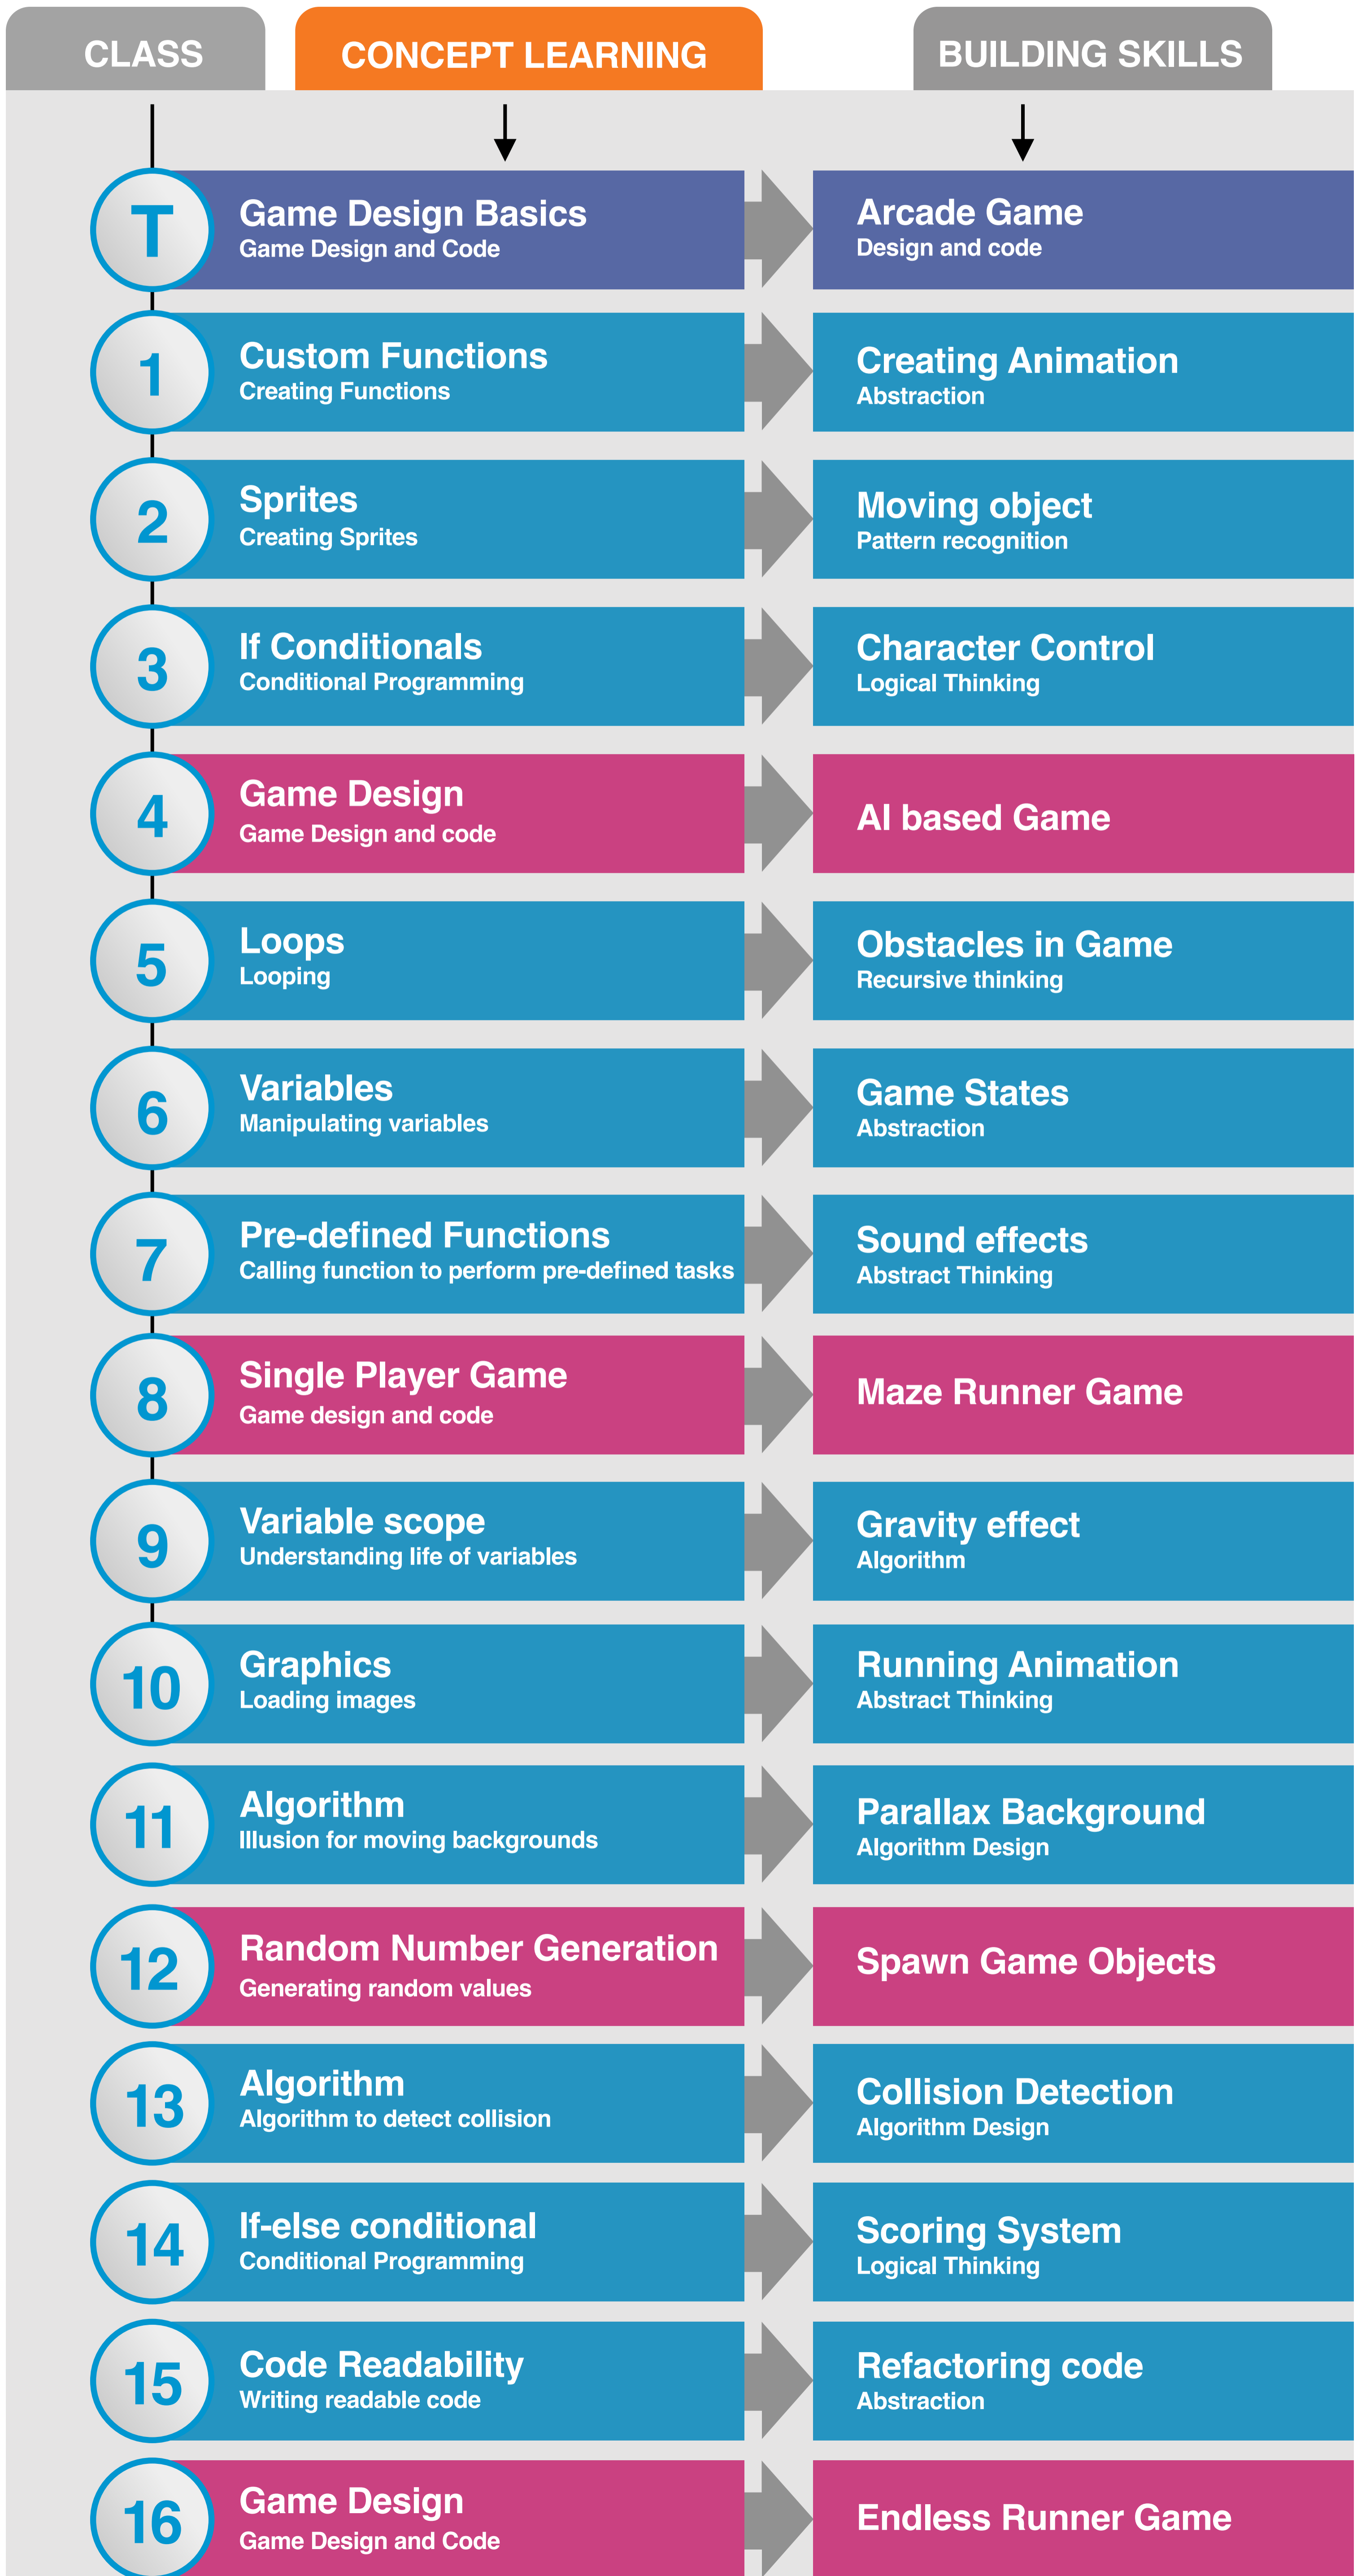 CLASS
CONCEPT LEARNING
BUILDING SKILLS
T
Game Design Basics
Game Design and Code
Arcade Game
Design and code
1
Custom Functions
Creating Functions
Creating Animation
Abstraction
2
Sprites
Creating Sprites
Moving object
Pattern recognition
3
If Conditionals
Conditional Programming
Character Control
Logical Thinking
4
Game Design
Game Design and code
AI based Game
5
Loops
Looping
Obstacles in Game
Recursive thinking
6
Variables
Manipulating variables
Game States
Abstraction
7
Pre-defined Functions
Calling function to perform pre-defined tasks
Sound effects
Abstract Thinking
8
Single Player Game
Game design and code
Maze Runner Game
9
Variable scope
Understanding life of variables
Gravity effect
Algorithm
10
Graphics
Loading images
Running Animation
Abstract Thinking
11
Algorithm
Illusion for moving backgrounds
Parallax Background
Algorithm Design
12
Random Number Generation
Generating random values
Spawn Game Objects
13
Algorithm
Algorithm to detect collision
Collision Detection
Algorithm Design
14
If-else conditional
Conditional Programming
Scoring System
Logical Thinking
15
Code Readability
Writing readable code
Refactoring code
Abstraction
16
Game Design
Game Design and Code
Endless Runner Game